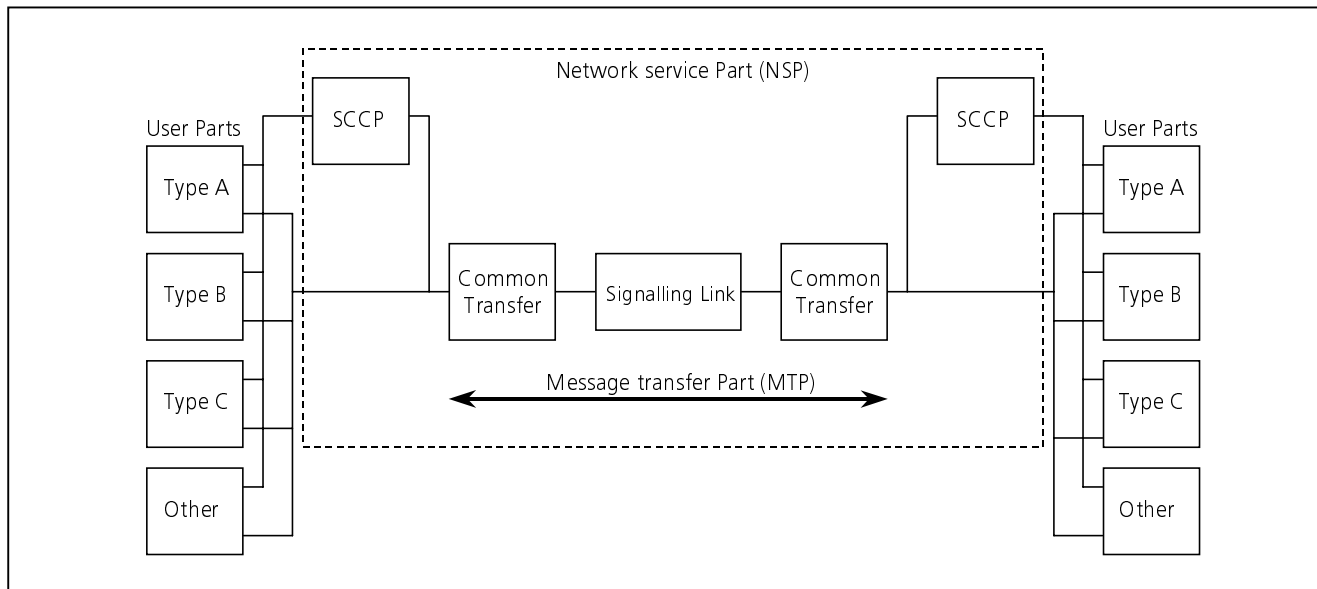 Network service Part (NSP)
SCCP
SCCP
User Parts
User Parts
Type A
Type A
Common
Transfer
Signalling Link
Common
Transfer
Type B
Type B
Message transfer Part (MTP)
Type C
Type C
Other
Other